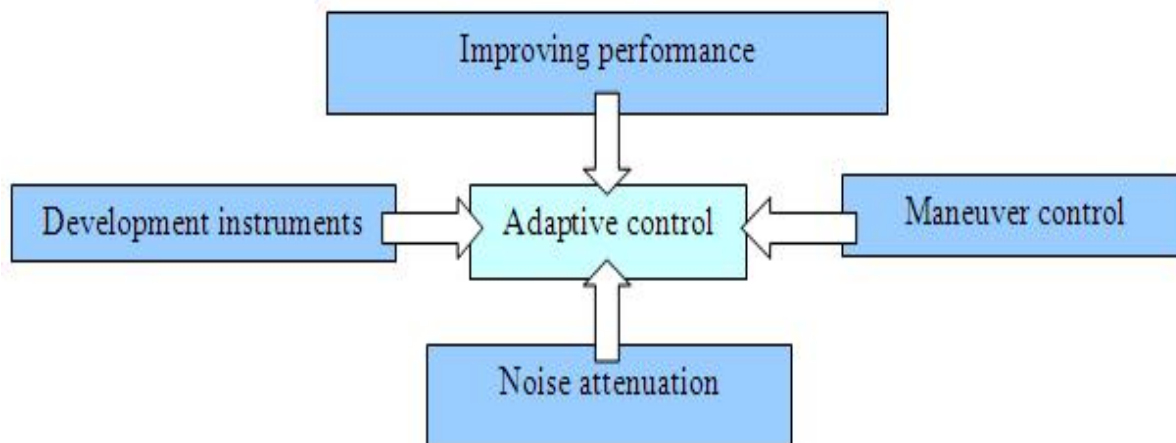 Improving performance
Development instruments
Adaptive control
Maneuver control
Noise attenuation